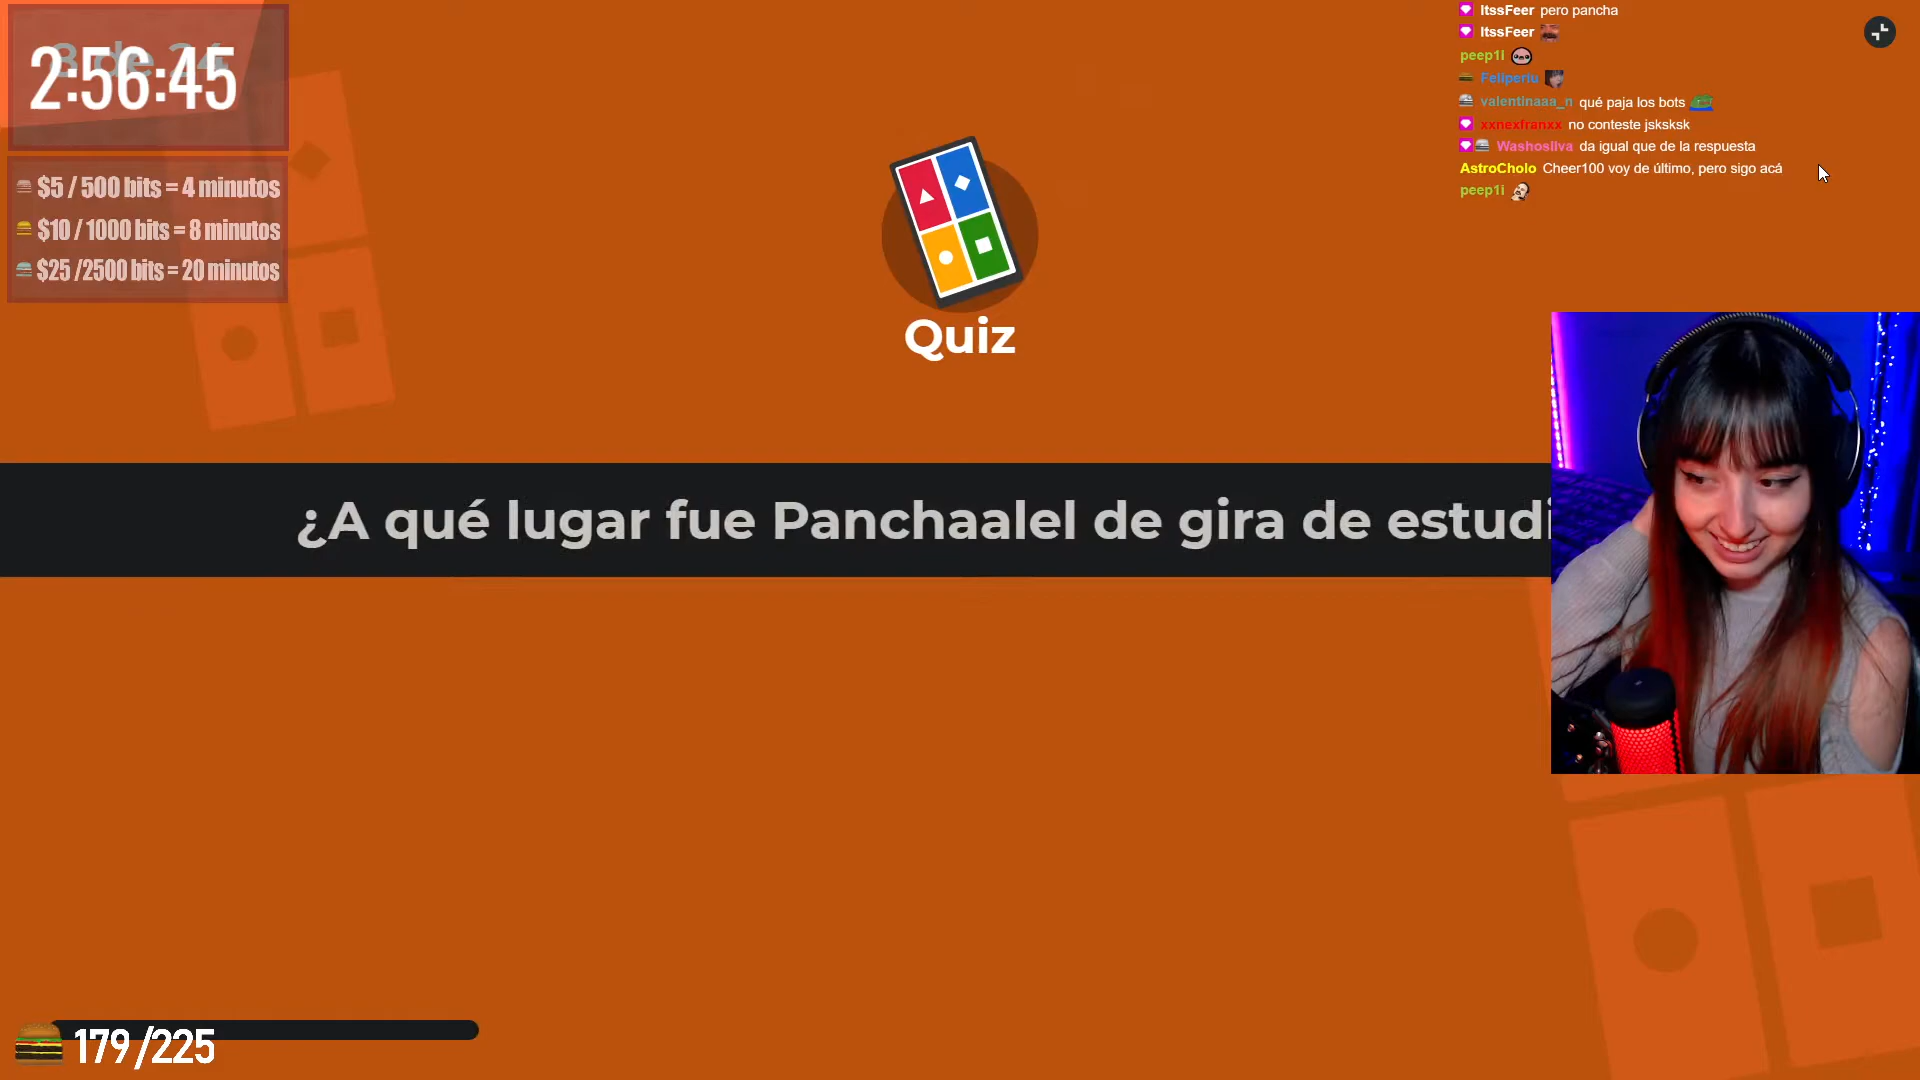 3 de 24
2:56:45
$5 / 500 bits = 4 minutos
$10 / 1000 bits = 8 minutos
$25 /2500 bits = 20 minutos
Quiz
¿A qué lugar fue Panchaalel de gira de estudi
ItssFeer pero pancha
ItssFeer
peep1i
Feliperiu
valentinaaa_n qué paja los bots
xxnexfranxx no conteste jsksksk
Washosilva da igual que de la respuesta
AstroCholo Cheer100 voy de último, pero sigo acá
peep1i
179/225